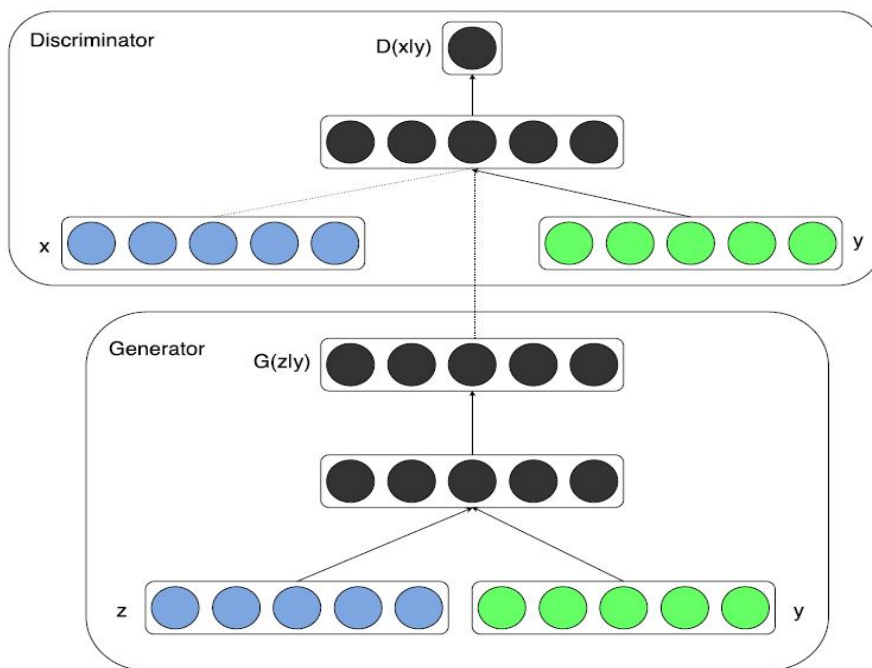 Discriminator
D(x|y)
x
y
Generator
G(z|y)
z
y